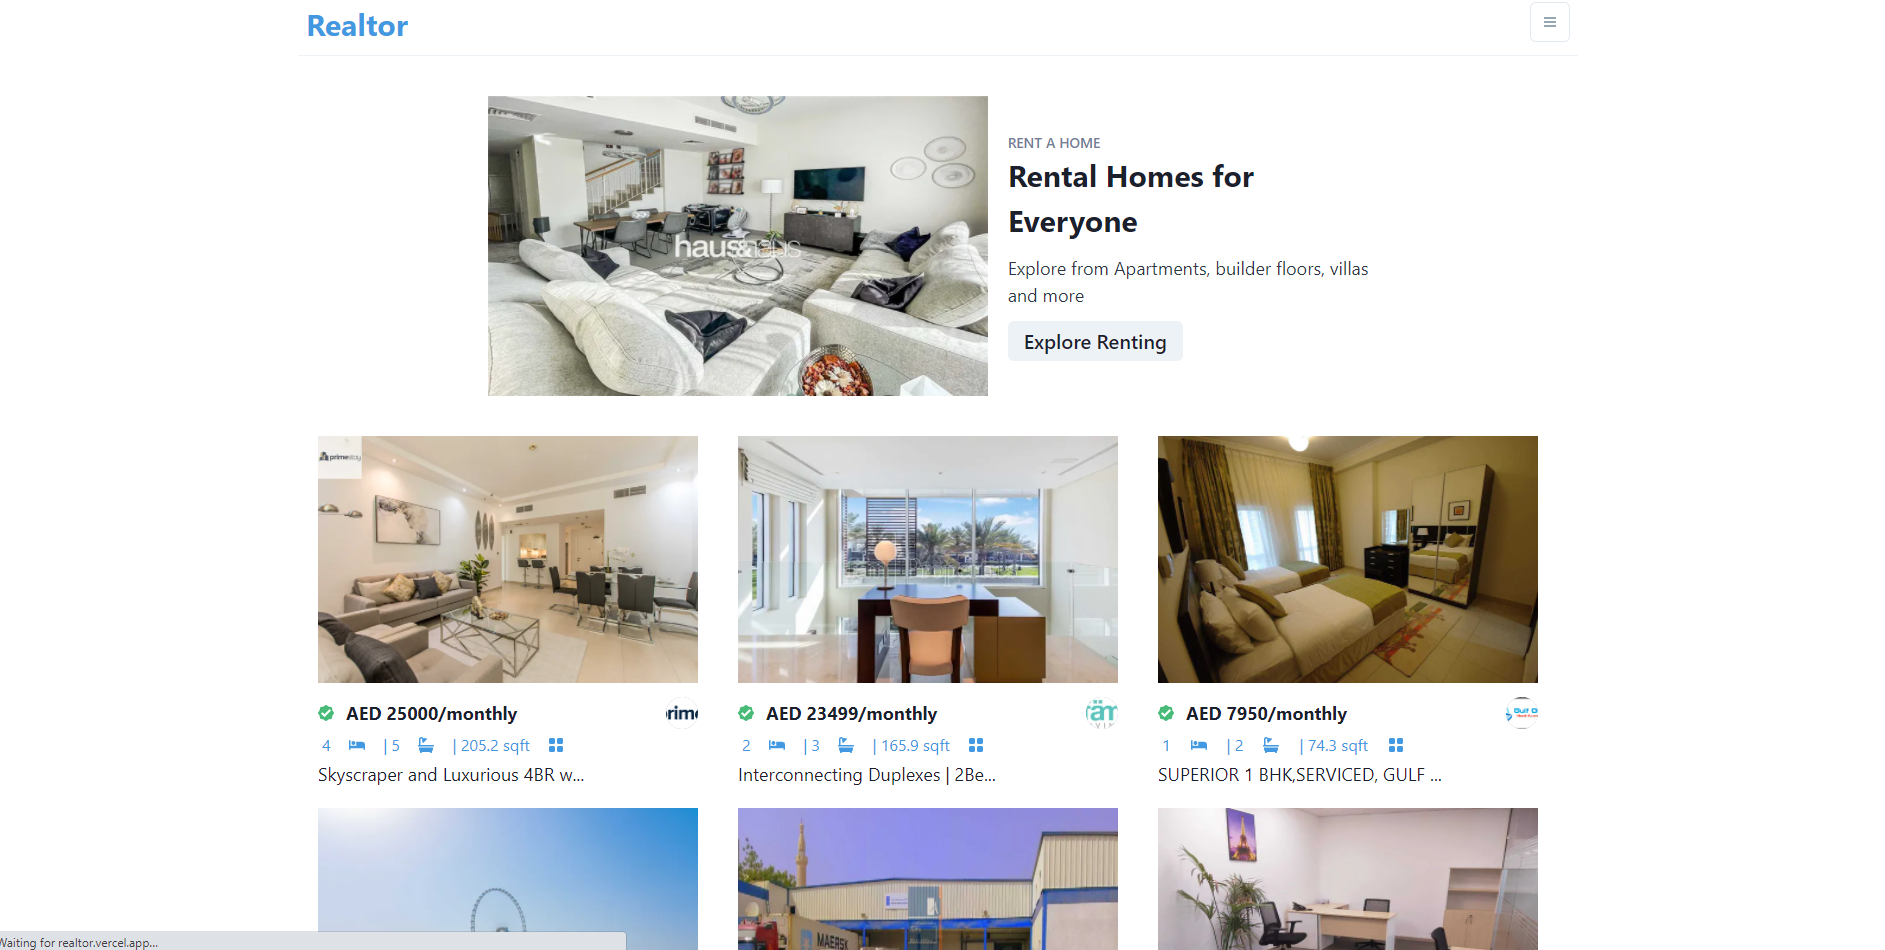 Realtor
haus&haus
RENT A HOME
Rental Homes for
Everyone
Explore from Apartments, builder floors, villas
and more
Explore Renting
primestay
AED 25000/monthly
4 | 5 | 205.2 sqft
Skyscraper and Luxurious 4BR w...
AED 23499/monthly
2 | 3 | 165.9 sqft
Interconnecting Duplexes | 2Be...
AED 7950/monthly
1 | 2 | 74.3 sqft
SUPERIOR 1 BHK,SERVICED, GULF ...
MAERSK
Waiting for realtor.vercel.app...